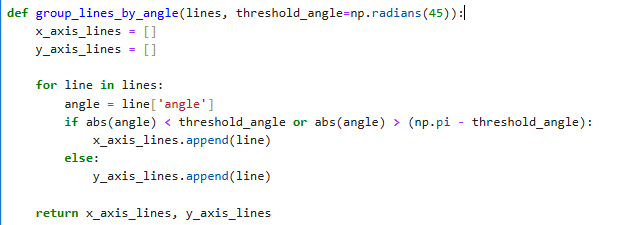 def group_lines_by_angle(lines, threshold_angle=np.radians(45)):
    x_axis_lines = []
    y_axis_lines = []

    for line in lines:
        angle = line['angle']
        if abs(angle) < threshold_angle or abs(angle) > (np.pi - threshold_angle):
            x_axis_lines.append(line)
        else:
            y_axis_lines.append(line)

    return x_axis_lines, y_axis_lines